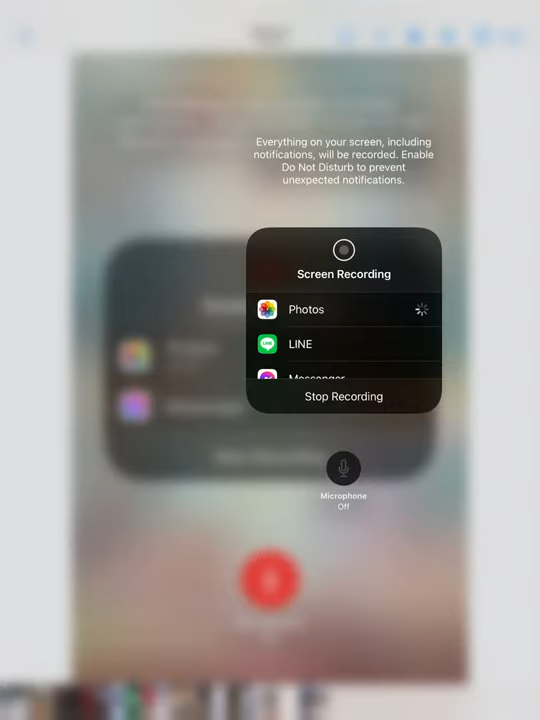 Everything on your screen, including
notifications, will be recorded. Enable
Do Not Disturb to prevent
unexpected notifications.
Screen Recording
Photos
LINE
Messenger
Stop Recording
Microphone
Off